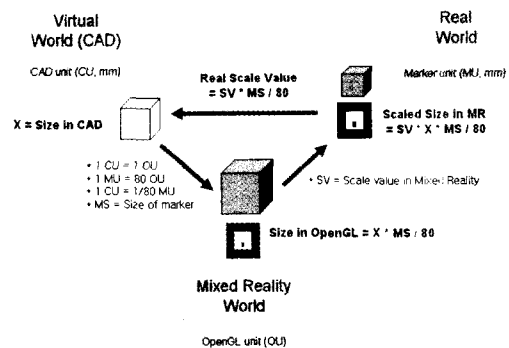 Virtual
World (CAD)
CAD unit (CU, mm)
X = Size in CAD
Real
World
Marker unit (MU, mm)
Real Scale Value
= SV * MS / 80
Scaled Size in MR
= SV * X * MS / 80
* 1 CU = 1 OU
* 1 MU = 80 OU
* 1 CU = 1/80 MU
* MS = Size of marker
* SV = Scale value in Mixed Reality
Size in OpenGL = X * MS / 80
Mixed Reality
World
OpenGL unit (OU)